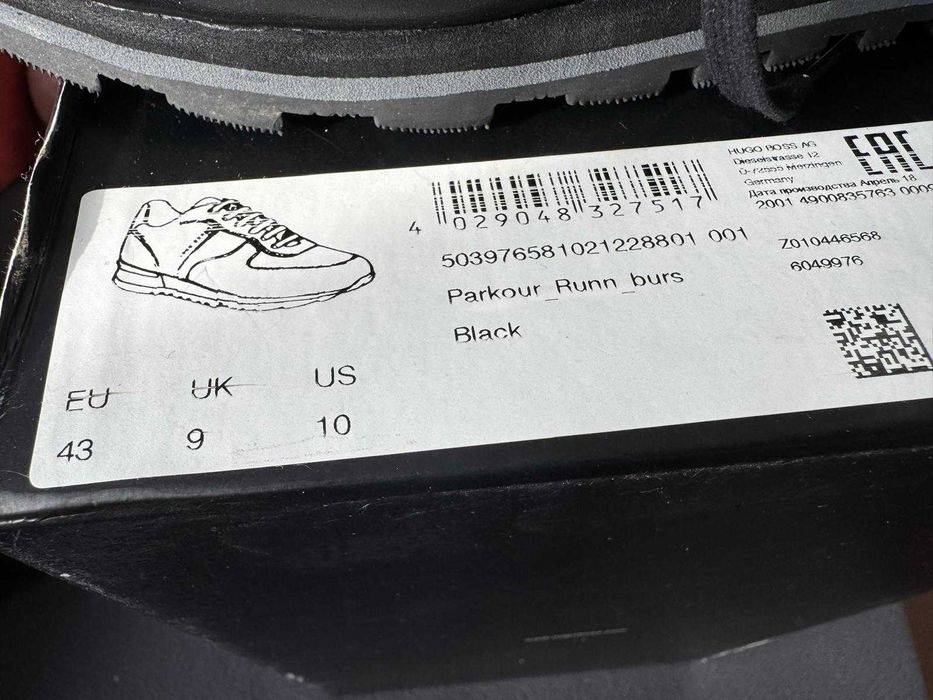 4 029048 327517
HUGO BOSS AG
Dieselstrasse 12
D-72555 Metzingen
Germany
Дата производства Апрель 18
2001 4900835763 0009
EAC
503976581021228801 001
Z010446568
6049976
Parkour_Runn_burs
Black
EU UK US
43 9 10